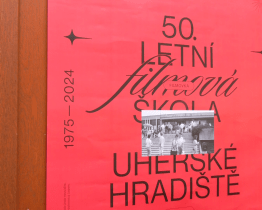 50.
LETNÍ
filmová
ŠKOLA
UHERSKÉ
HRADIŠTĚ
1975—2024